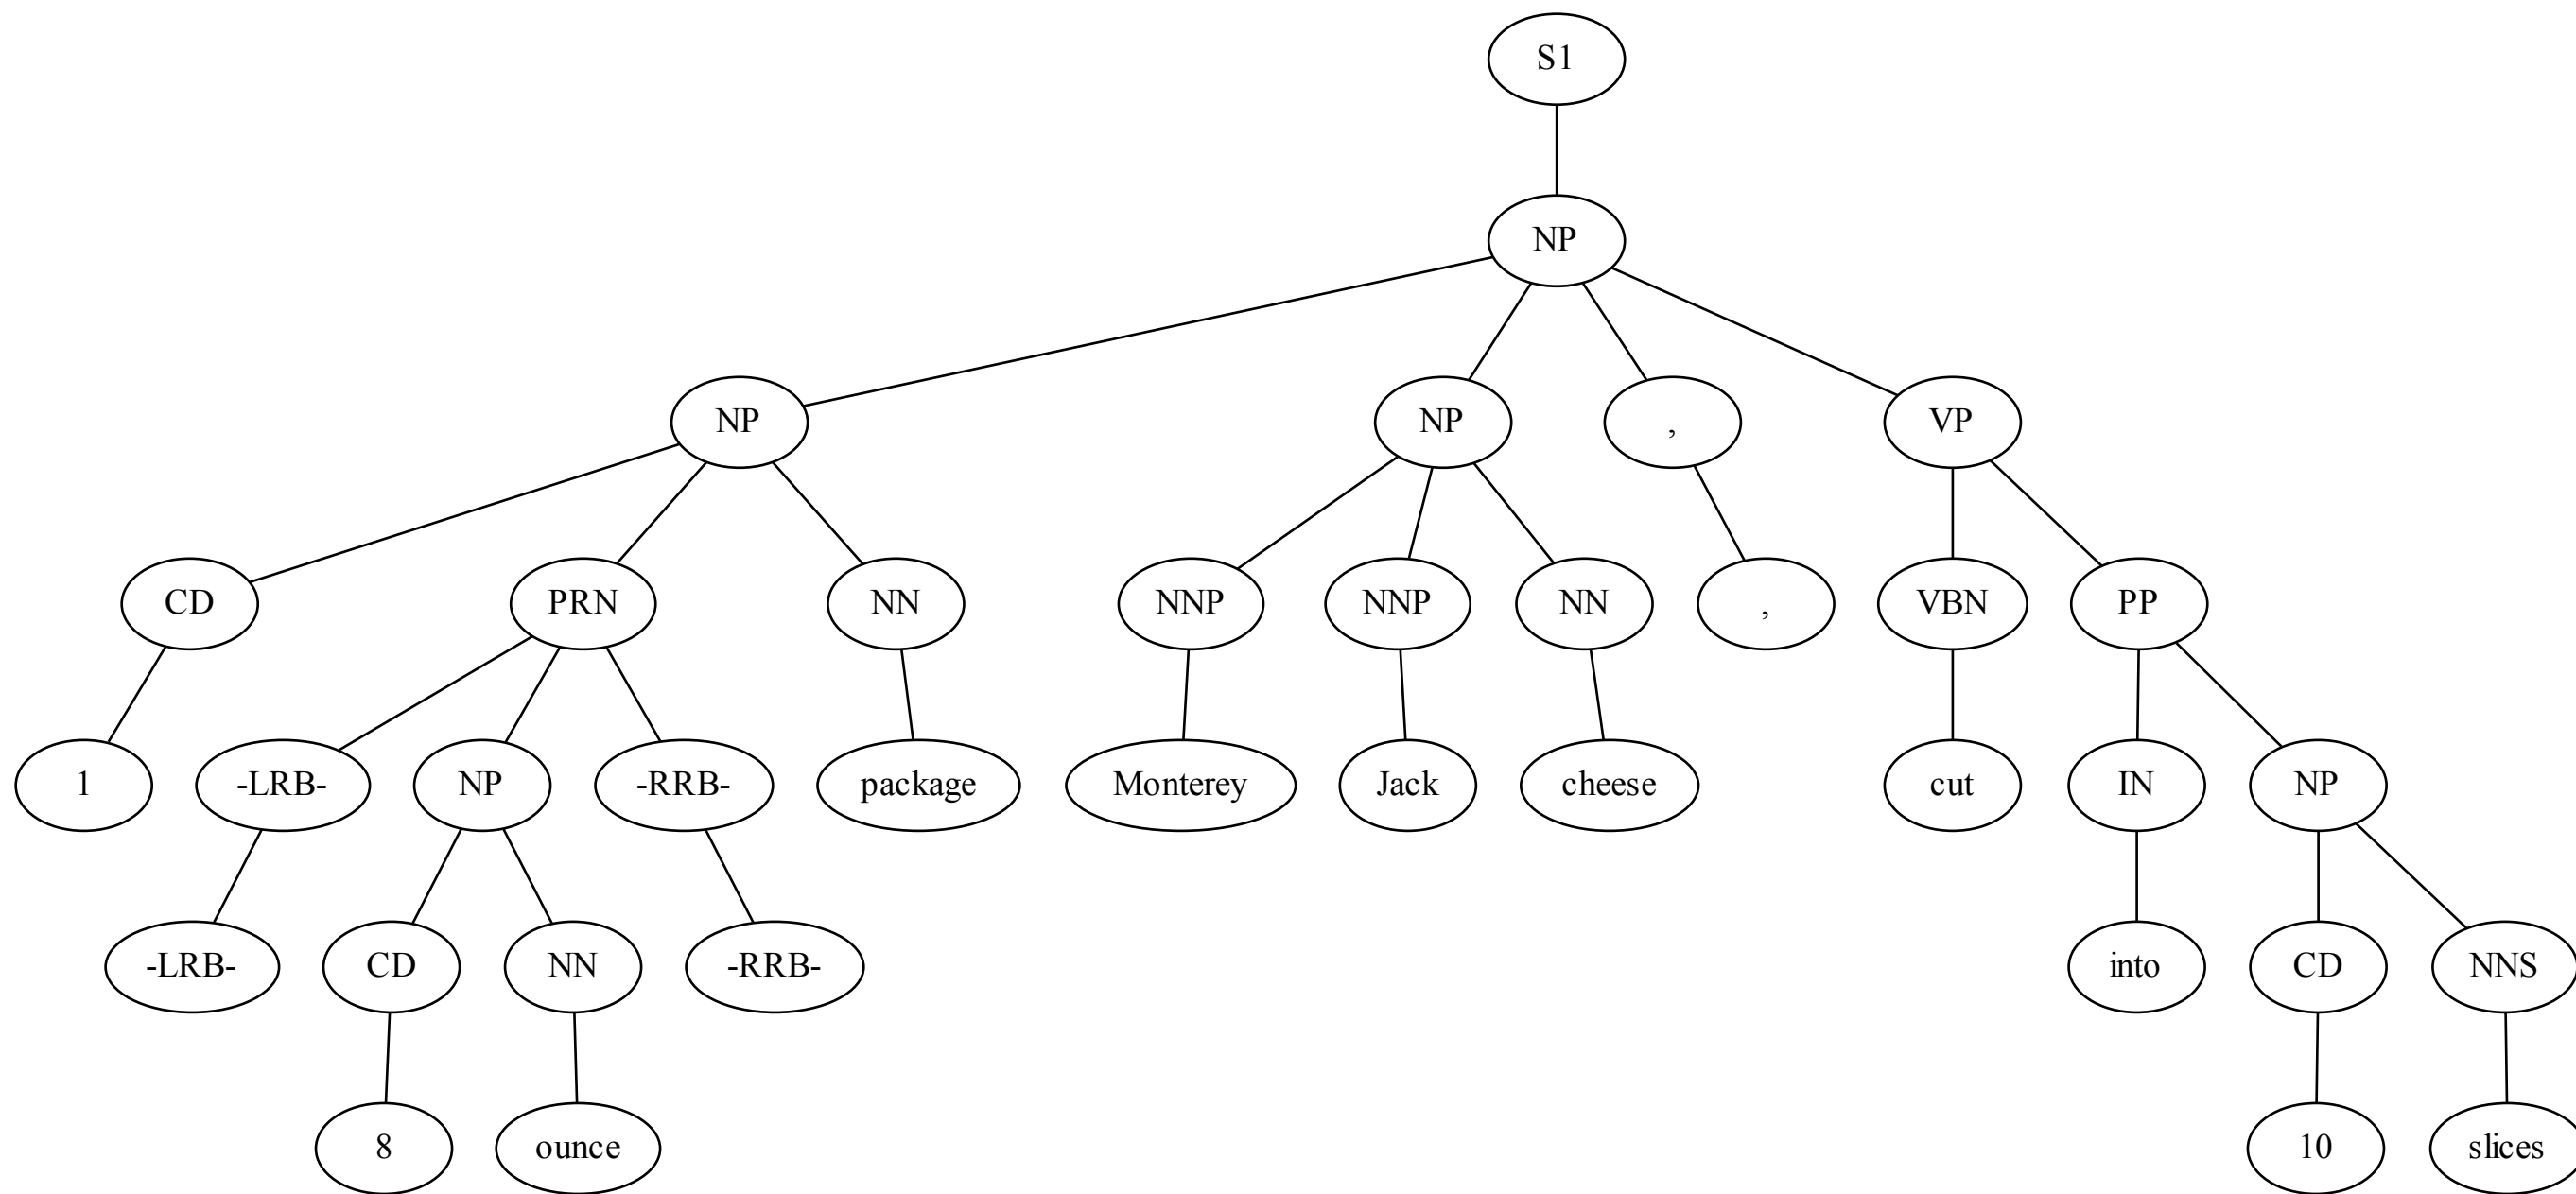 S1
NP
NP NP , VP
CD PRN NN NNP NNP NN , VBN PP
1 -LRB- NP -RRB- package Monterey Jack cheese cut IN NP
-LRB- CD NN -RRB- into CD NNS
8 ounce 10 slices